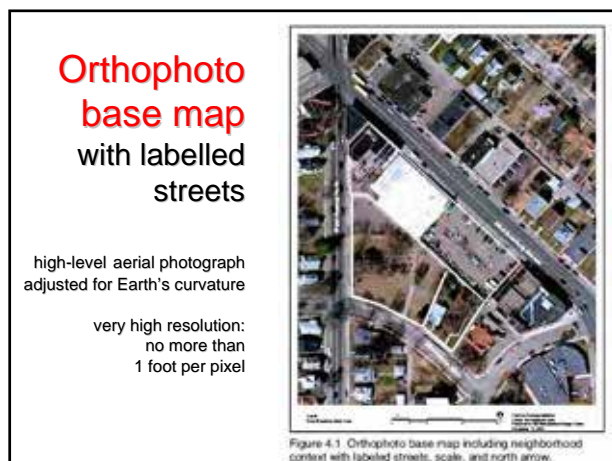 Orthophoto
base map
with labelled
streets
high-level aerial photograph
adjusted for Earth's curvature
very high resolution:
no more than
1 foot per pixel
Figure 4.1 Orthophoto base map including neighborhood
context with labeled streets, scale, and north arrow.